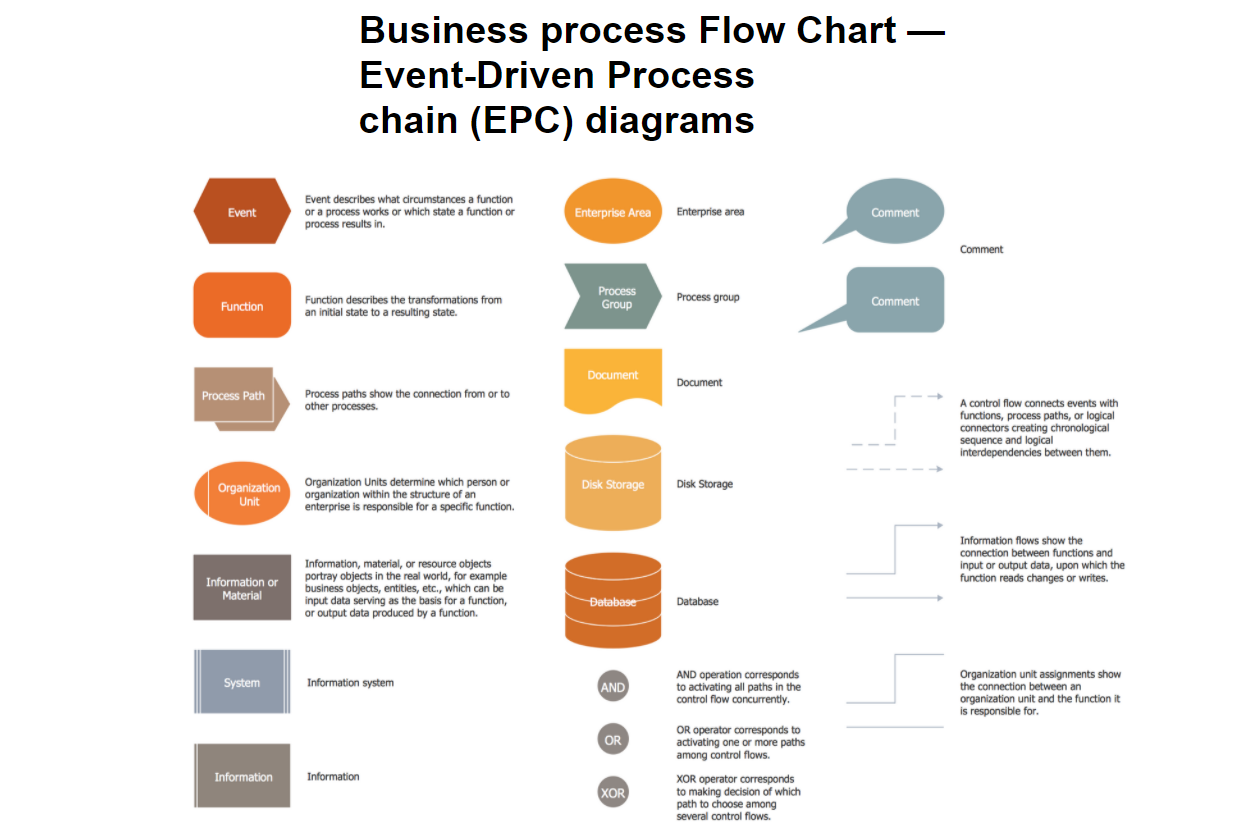 Business process Flow Chart —
Event-Driven Process
chain (EPC) diagrams
Event
Event describes what circumstances a function
or a process works or which state a function or
process results in.
Function
Function describes the transformations from
an initial state to a resulting state.
Process Path
Process paths show the connection from or to
other processes.
Organization
Unit
Organization Units determine which person or
organization within the structure of an
enterprise is responsible for a specific function.
Information or
Material
Information, material, or resource objects
portray objects in the real world, for example
business objects, entities, etc., which can be
input data serving as the basis for a function,
or output data produced by a function.
System
Information system
Information
Information
Enterprise Area
Enterprise area
Process
Group
Process group
Document
Document
Disk Storage
Disk Storage
Database
Database
AND
AND operation corresponds
to activating all paths in the
control flow concurrently.
OR
OR operator corresponds to
activating one or more paths
among control flows.
XOR
XOR operator corresponds
to making decision of which
path to choose among
several control flows.
Comment
Comment
Comment
A control flow connects events with
functions, process paths, or logical
connectors creating chronological
sequence and logical
interdependencies between them.
Information flows show the
connection between functions and
input or output data, upon which the
function reads changes or writes.
Organization unit assignments show
the connection between an
organization unit and the function it
is responsible for.